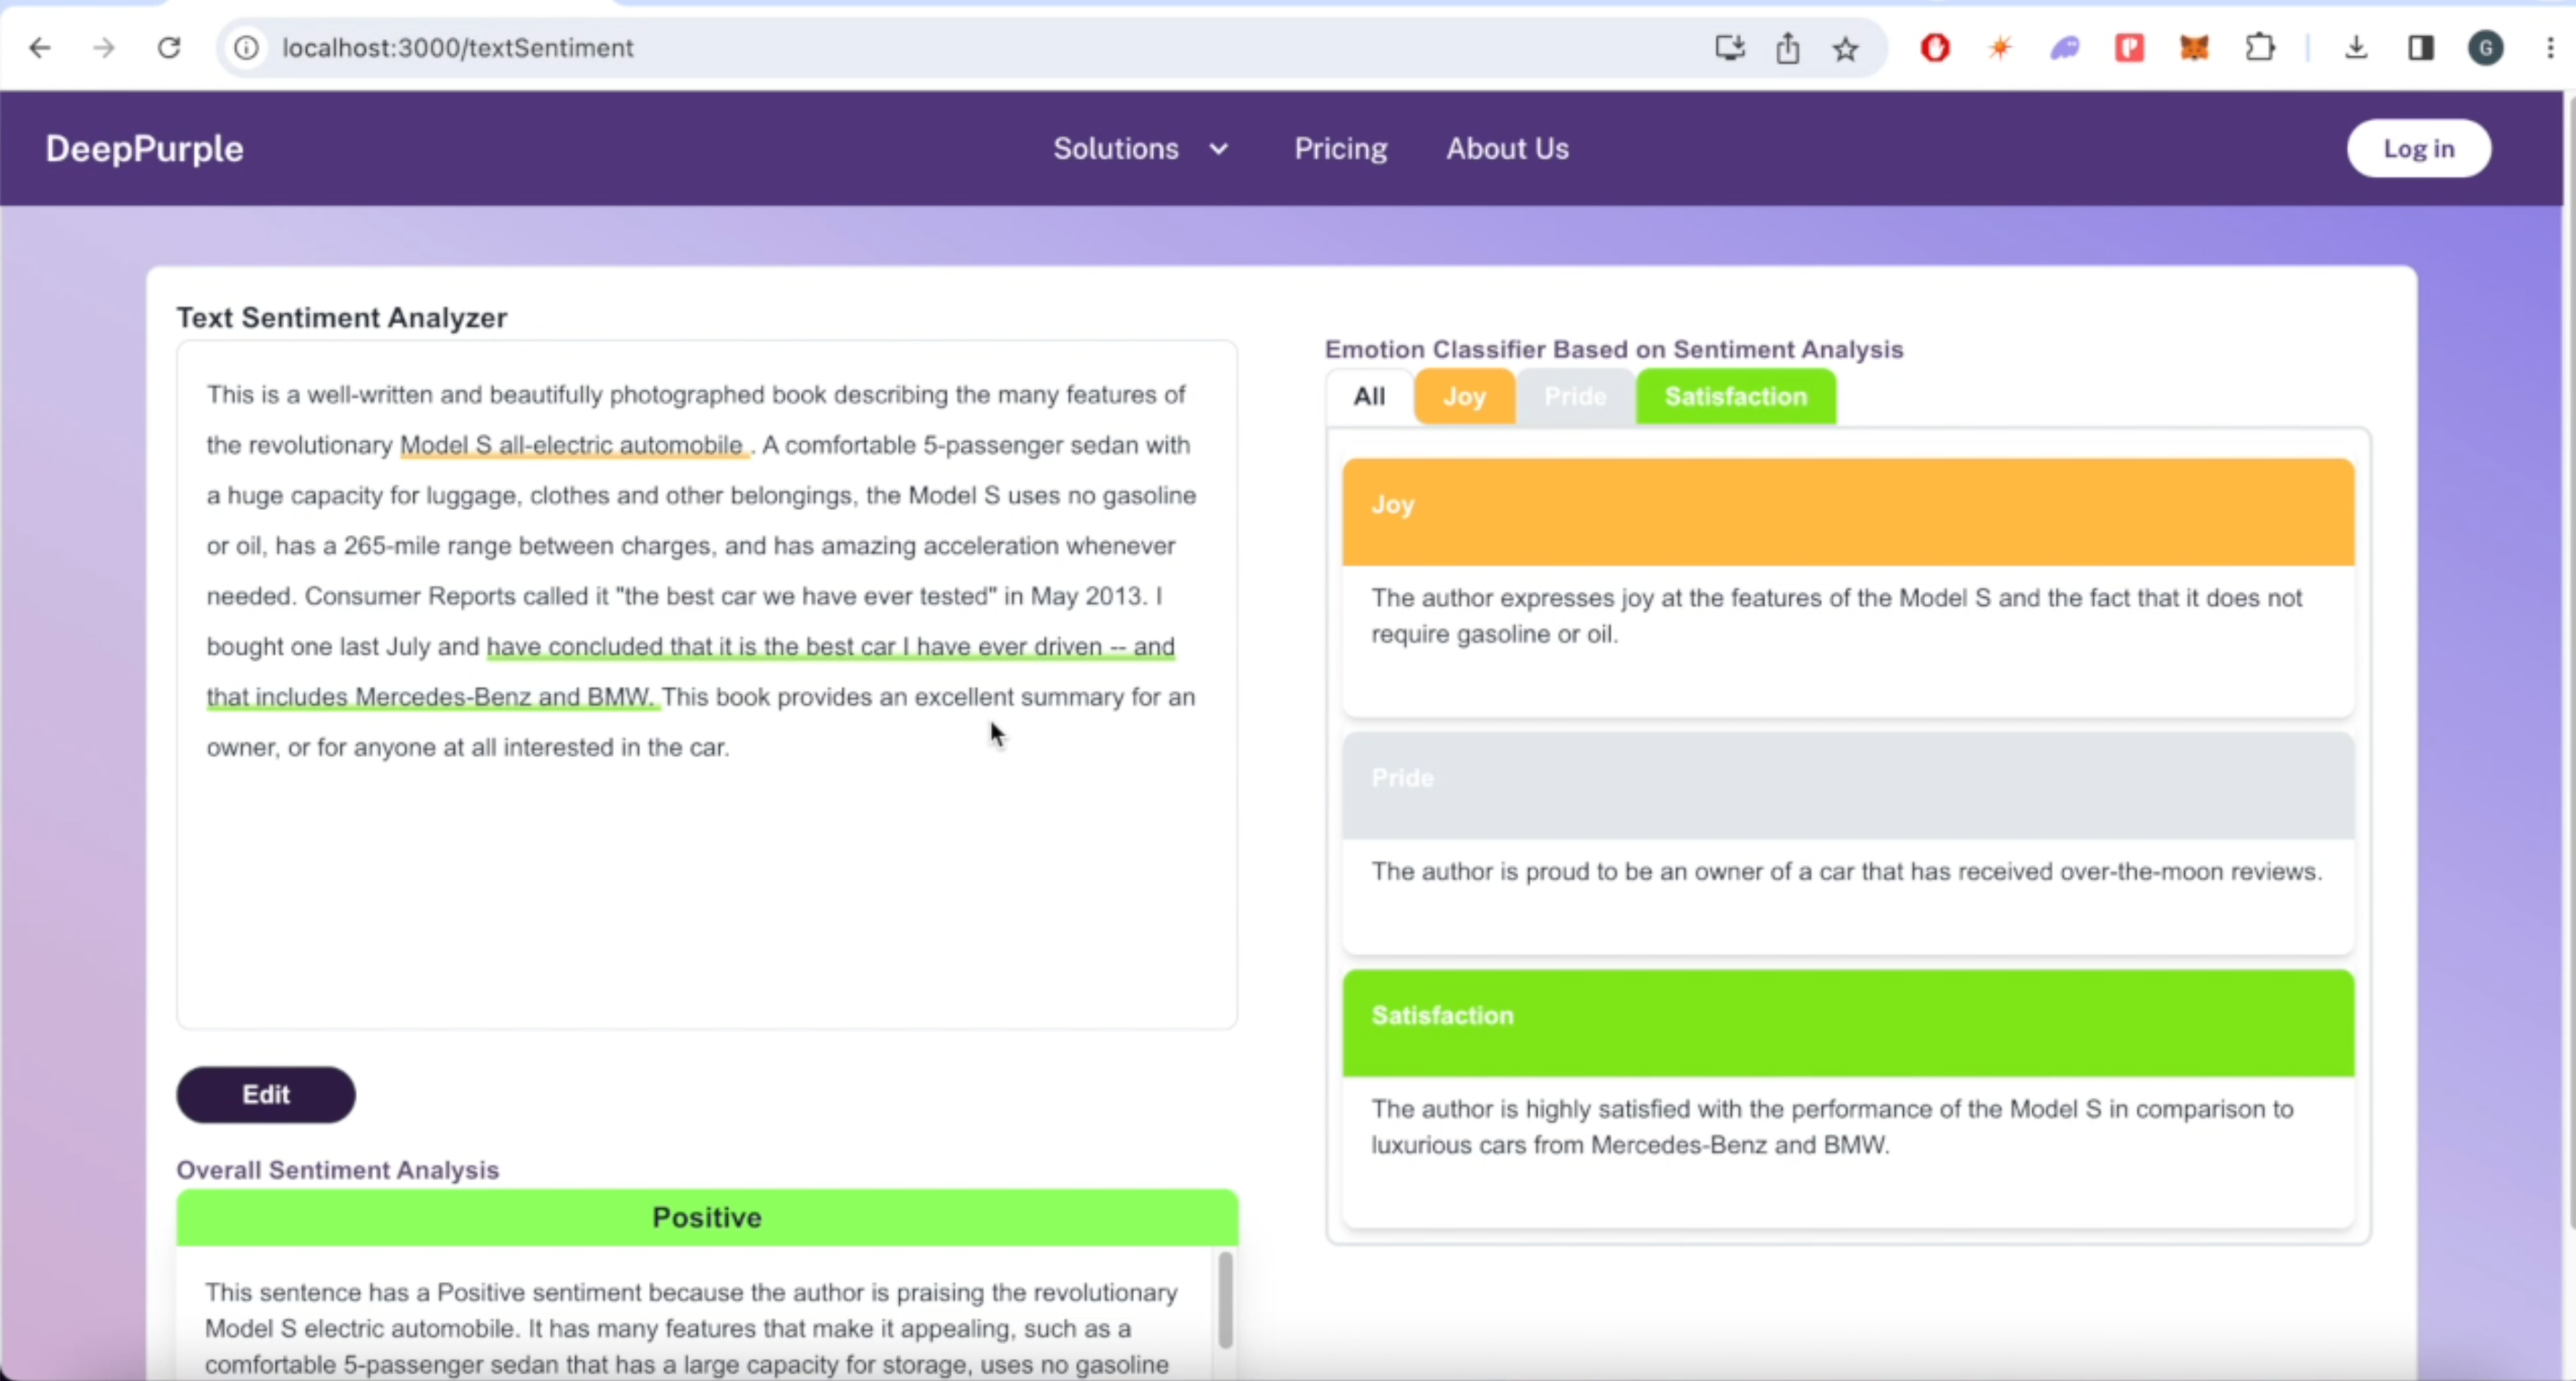 localhost:3000/textSentiment
G
DeepPurple
Solutions
Pricing
About Us
Log in
Text Sentiment Analyzer
This is a well-written and beautifully photographed book describing the many features of
the revolutionary Model S all-electric automobile . A comfortable 5-passenger sedan with
a huge capacity for luggage, clothes and other belongings, the Model S uses no gasoline
or oil, has a 265-mile range between charges, and has amazing acceleration whenever
needed. Consumer Reports called it "the best car we have ever tested" in May 2013. I
bought one last July and have concluded that it is the best car I have ever driven -- and
that includes Mercedes-Benz and BMW. This book provides an excellent summary for an
owner, or for anyone at all interested in the car.
Edit
Overall Sentiment Analysis
Positive
This sentence has a Positive sentiment because the author is praising the revolutionary
Model S electric automobile. It has many features that make it appealing, such as a
comfortable 5-passenger sedan that has a large capacity for storage, uses no gasoline
Emotion Classifier Based on Sentiment Analysis
All
Joy
Pride
Satisfaction
Joy
The author expresses joy at the features of the Model S and the fact that it does not
require gasoline or oil.
Pride
The author is proud to be an owner of a car that has received over-the-moon reviews.
Satisfaction
The author is highly satisfied with the performance of the Model S in comparison to
luxurious cars from Mercedes-Benz and BMW.